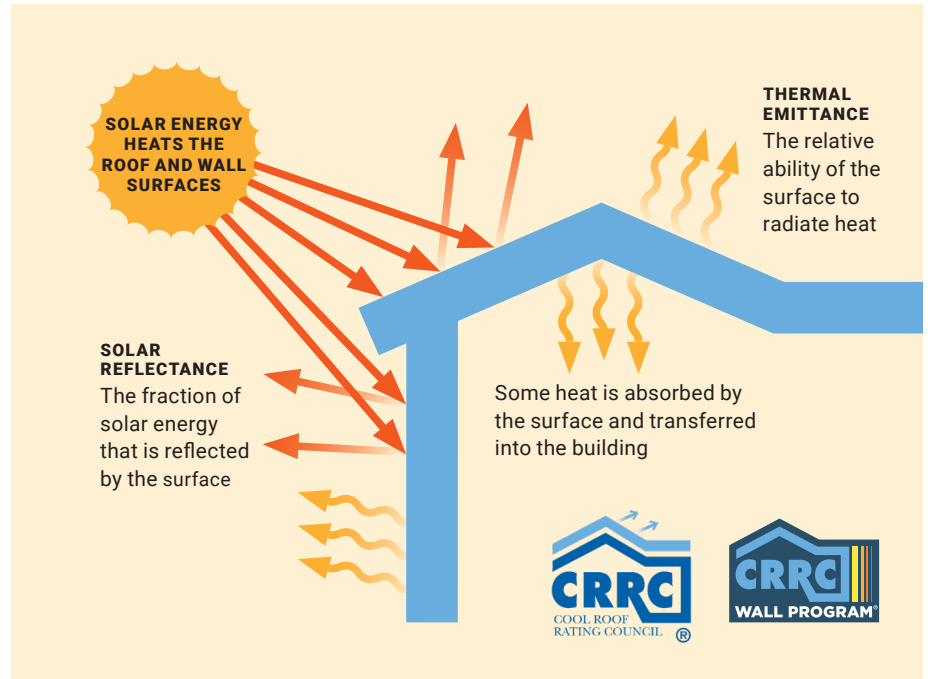 SOLAR ENERGY
HEATS THE
ROOF AND WALL
SURFACES
THERMAL
EMITTANCE
The relative
ability of the
surface to
radiate heat
SOLAR
REFLECTANCE
The fraction of
solar energy
that is reflected
by the surface
Some heat is absorbed by
the surface and transferred
into the building
CRRC
COOL ROOF
RATING COUNCIL ®
CRRC
WALL PROGRAM®